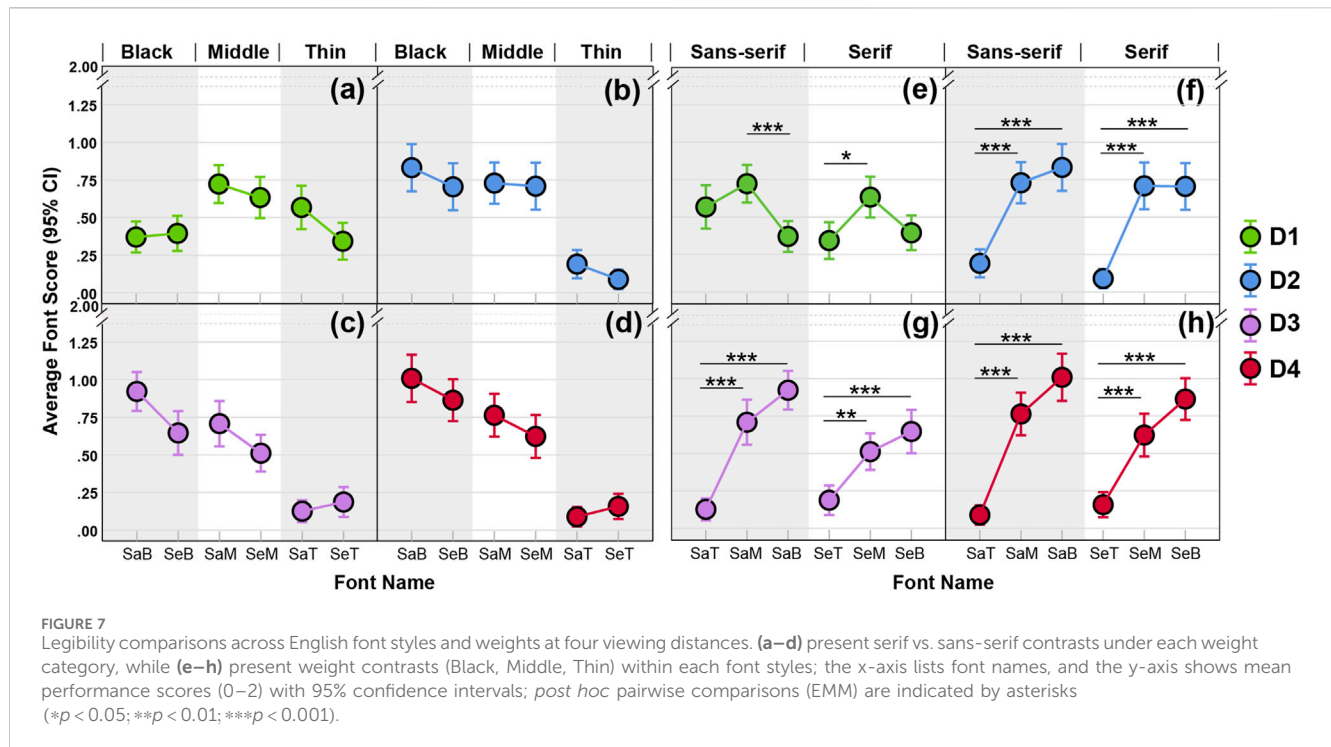 Black | Middle | Thin | Black | Middle | Thin | Sans-serif | Serif | Sans-serif | Serif |
2.00
(a) (b) (e) (f)
1.25
1.00
.75
.50
.25
.00
*** * *** *** *** ***
D1
D2
D3
D4
Average Font Score (95% CI)
2.00
(c) (d) (g) (h)
1.25
1.00
.75
.50
.25
.00
*** *** *** ** *** *** *** ***
SaB SeB SaM SeM SaT SeT SaB SeB SaM SeM SaT SeT SaT SaM SaB SeT SeM SeB SaT SaM SaB SeT SeM SeB
Font Name Font Name
FIGURE 7
Legibility comparisons across English font styles and weights at four viewing distances. (a–d) present serif vs. sans-serif contrasts under each weight
category, while (e–h) present weight contrasts (Black, Middle, Thin) within each font styles; the x-axis lists font names, and the y-axis shows mean
performance scores (0–2) with 95% confidence intervals; post hoc pairwise comparisons (EMM) are indicated by asterisks
(∗p < 0.05; ∗∗p < 0.01; ∗∗∗p < 0.001).